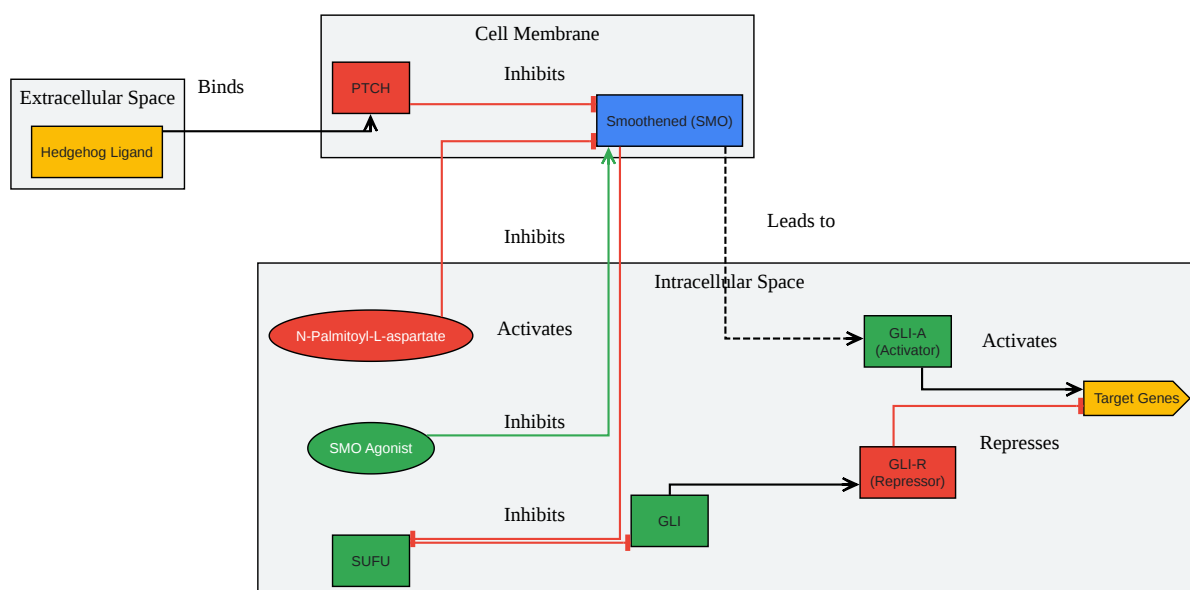 Cell Membrane
PTCH
Inhibits
Binds
Extracellular Space
Smoothened (SMO)
Hedgehog Ligand
Leads to
Inhibits
Intracellular Space
N-Palmitoyl-L-aspartate
Activates
GLI-A
(Activator)
Activates
Target Genes
Inhibits
SMO Agonist
Represses
GLI-R
(Repressor)
Inhibits
GLI
SUFU